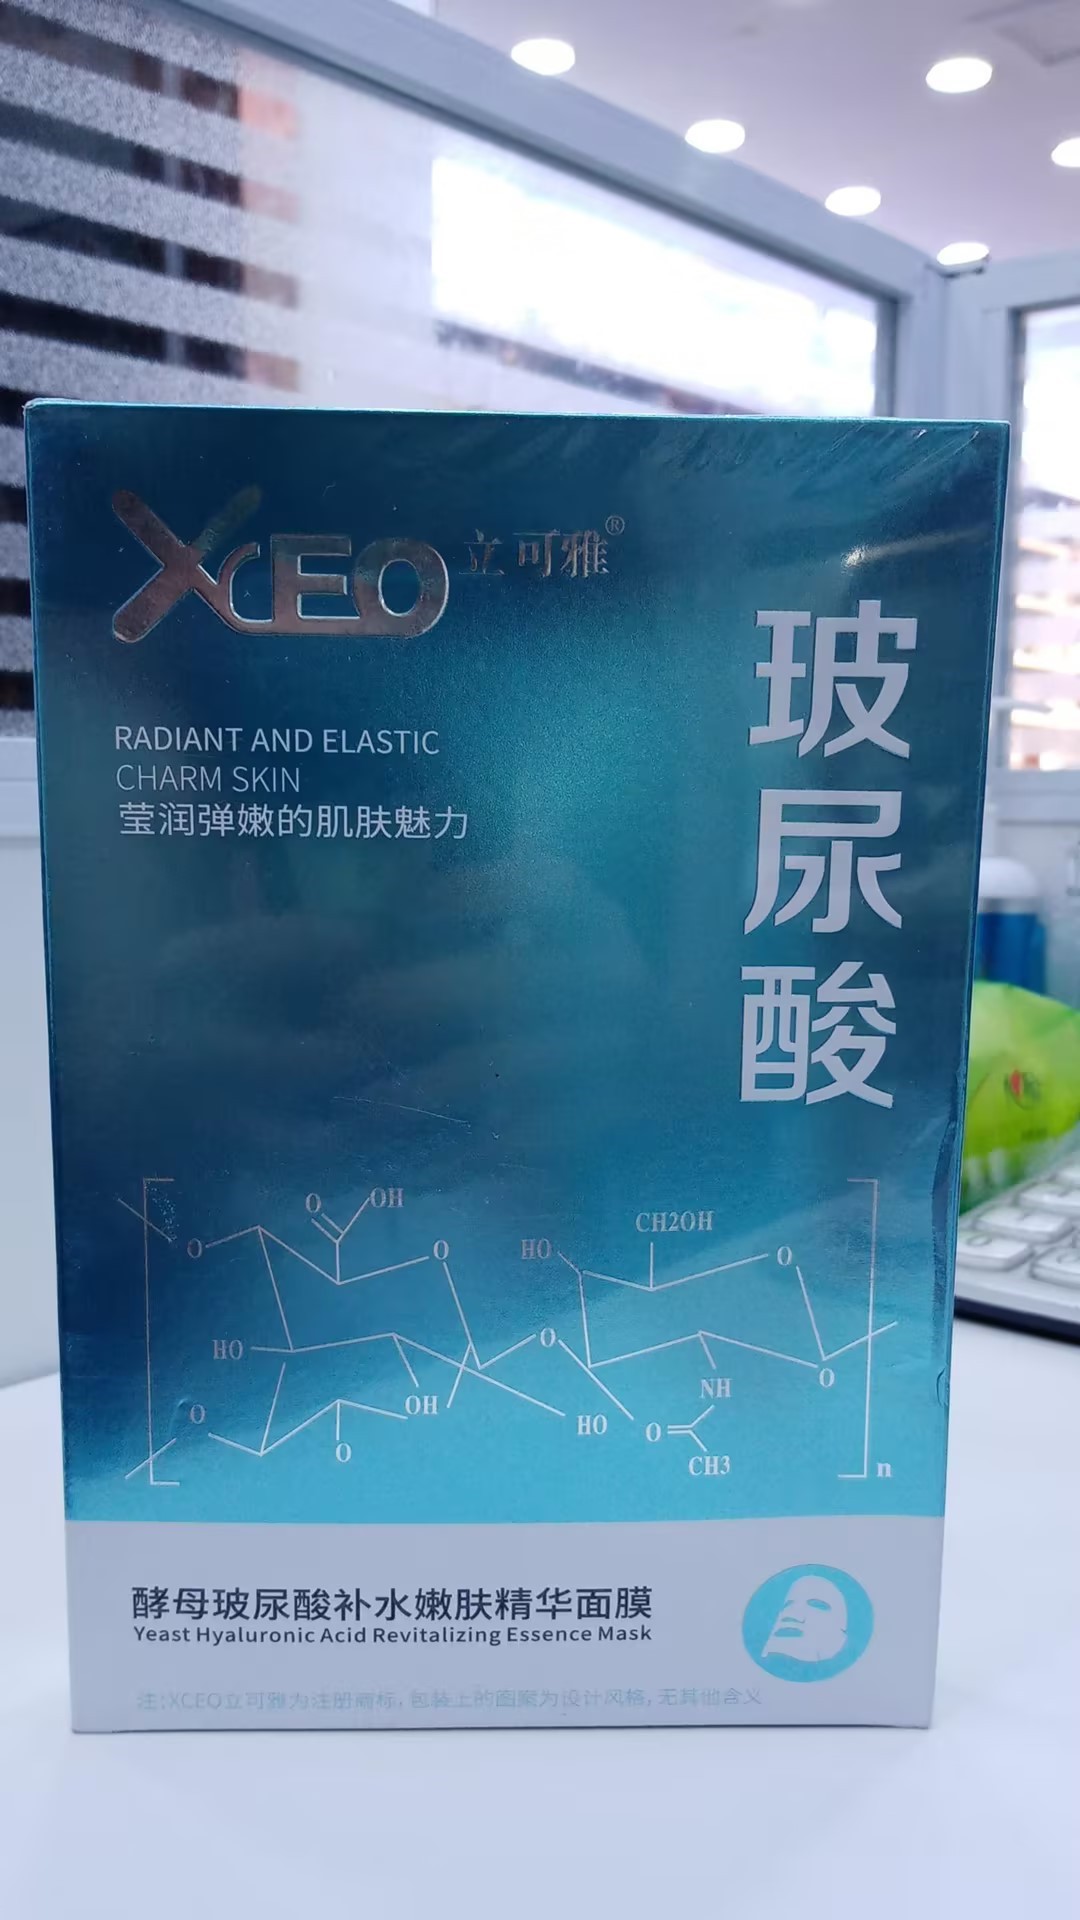 XCEO 立可雅®
玻尿酸
RADIANT AND ELASTIC
CHARM SKIN
莹润弹嫩的肌肤魅力
O
OH
O
O
HO
OH
O
O
HO
CH2OH
O
O
HO
NH
O
O
CH3
n
酵母玻尿酸补水嫩肤精华面膜
Yeast Hyaluronic Acid Revitalizing Essence Mask
注:XCEO立可雅为注册商标,包装上的图案为设计风格,无其他含义